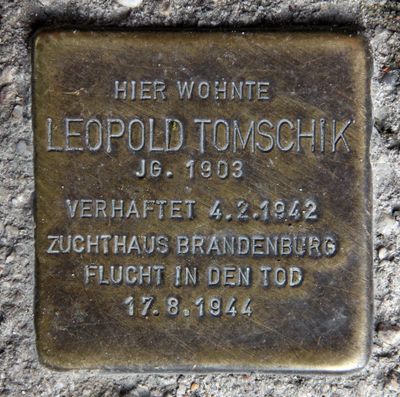 HIER WOHNTE
LEOPOLD TOMSCHIK
JG. 1903
VERHAFTET 4.2.1942
ZUCHTHAUS BRANDENBURG
FLUCHT IN DEN TOD
17.8.1944